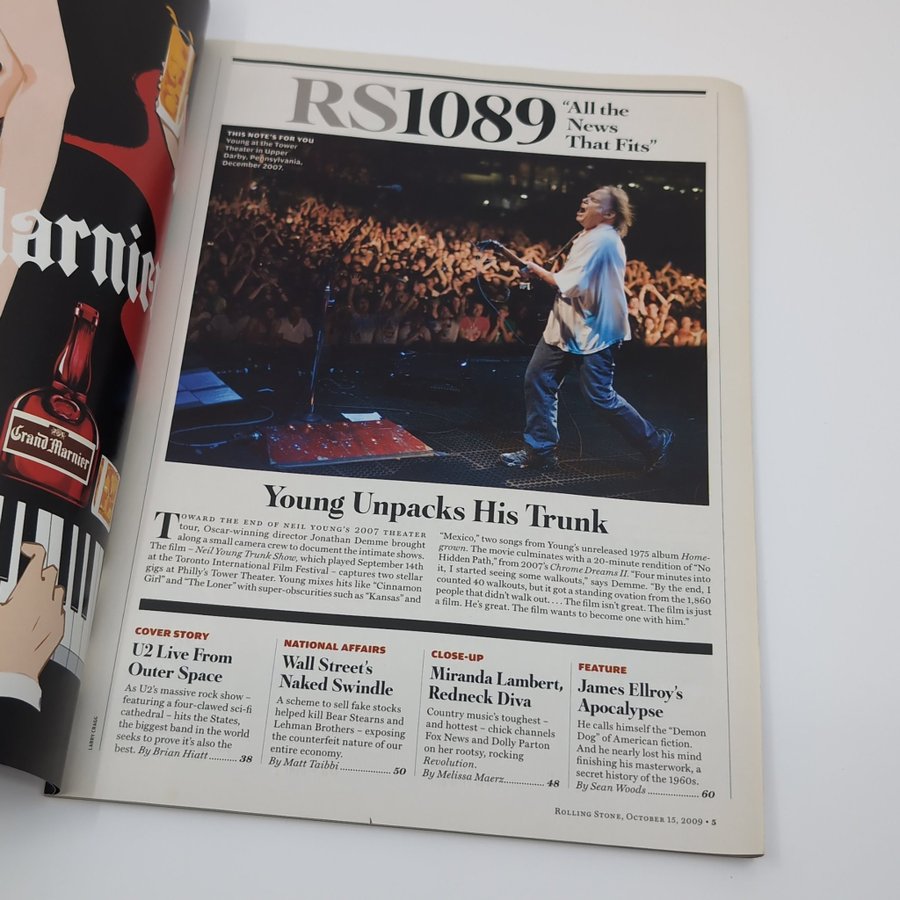 arnie
Grand Marnier
LARRY CRAGG
RS1089
"All the
News
That Fits"
THIS NOTE'S FOR YOU
Young at the Tower
Theater in Upper
Darby, Pennsylvania,
December 2007.
Young Unpacks His Trunk
TOWARD THE END OF NEIL YOUNG'S 2007 THEATER
tour, Oscar-winning director Jonathan Demme brought
along a small camera crew to document the intimate shows.
The film – Neil Young Trunk Show, which played September 14th
at the Toronto International Film Festival – captures two stellar
gigs at Philly's Tower Theater. Young mixes hits like "Cinnamon
Girl" and "The Loner" with super-obscurities such as "Kansas" and
"Mexico," two songs from Young's unreleased 1975 album Home-
grown. The movie culminates with a 20-minute rendition of "No
Hidden Path," from 2007's Chrome Dreams II. "Four minutes into
it, I started seeing some walkouts," says Demme. "By the end, I
counted 40 walkouts, but it got a standing ovation from the 1,860
people that didn't walk out. . . . The film isn't great. The film is just
a film. He's great. The film wants to become one with him."
COVER STORY
U2 Live From
Outer Space
As U2's massive rock show –
featuring a four-clawed sci-fi
cathedral – hits the States,
the biggest band in the world
seeks to prove it's also the
best. By Brian Hiatt .......... 38
NATIONAL AFFAIRS
Wall Street's
Naked Swindle
A scheme to sell fake stocks
helped kill Bear Stearns and
Lehman Brothers – exposing
the counterfeit nature of our
entire economy.
By Matt Taibbi .................. 50
CLOSE-UP
Miranda Lambert,
Redneck Diva
Country music's toughest –
and hottest – chick channels
Fox News and Dolly Parton
on her rootsy, rocking
Revolution.
By Melissa Maerz............. 48
FEATURE
James Ellroy's
Apocalypse
He calls himself the "Demon
Dog" of American fiction.
And he nearly lost his mind
finishing his masterwork, a
secret history of the 1960s.
By Sean Woods .................. 60
ROLLING STONE, OCTOBER 15, 2009 • 5